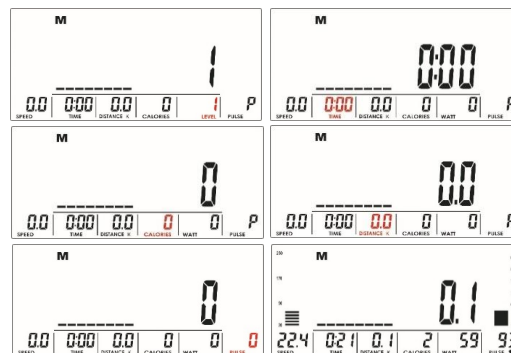 M
1
0.0 0:00 0.0 0 1 P
SPEED TIME DISTANCE K CALORIES LEVEL PULSE
M
0:00
0.0 0:00 0.0 0 0
SPEED TIME DISTANCE K CALORIES WATT PULSE
M
0
0.0 0:00 0.0 0 0 P
SPEED TIME DISTANCE K CALORIES WATT PULSE
M
0.0
0.0 0:00 0.0 0 0
SPEED TIME DISTANCE K CALORIES WATT PULSE
M
0
0.0 0:00 0.0 0 0 0
SPEED TIME DISTANCE K CALORIES WATT PULSE
M
0.1
22.4 0:21 0.1 2 59
SPEED TIME DISTANCE K CALORIES WATT PULSE